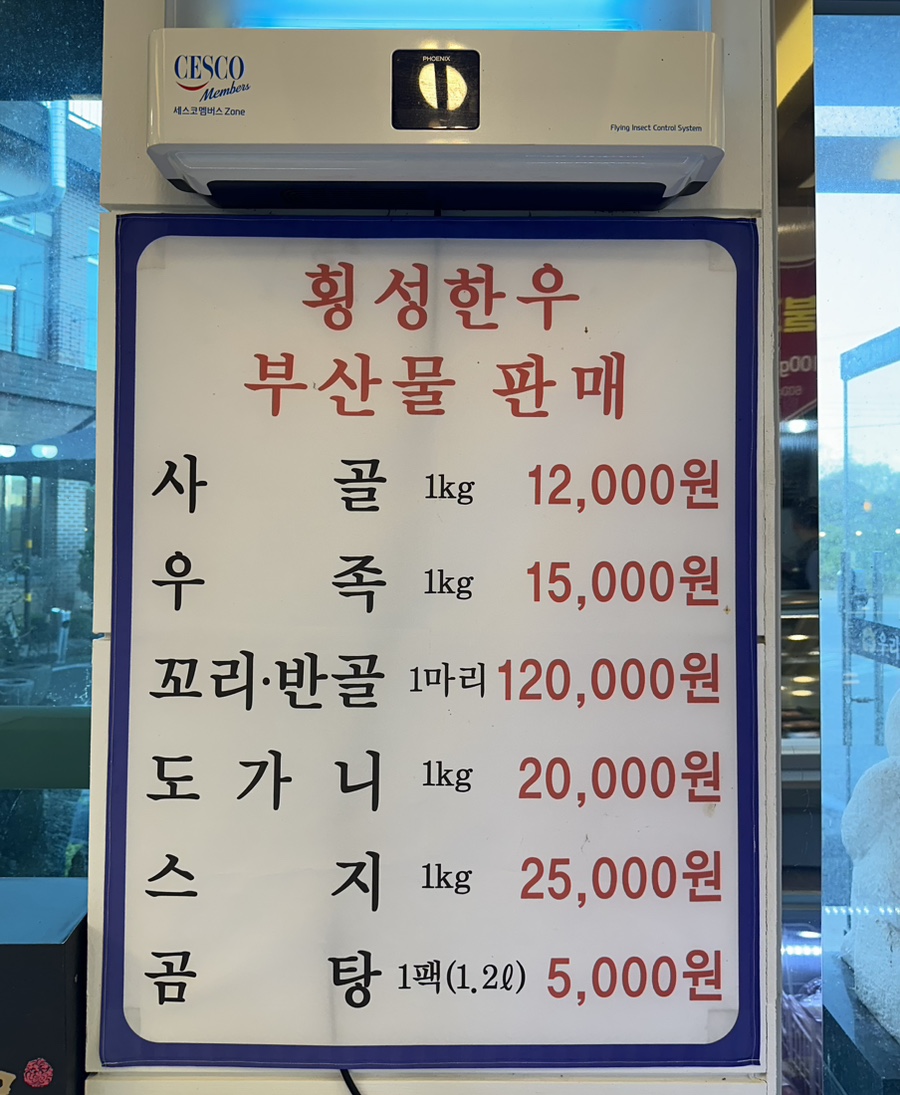 CESCO
Members
세스코멤버스 Zone
PHOENIX
Flying Insect Control System
횡성한우
부산물 판매
사골 1kg 12,000원
우족 1kg 15,000원
꼬리·반골 1마리 120,000원
도가니 1kg 20,000원
스지 1kg 25,000원
곰탕 1팩(1.2ℓ) 5,000원